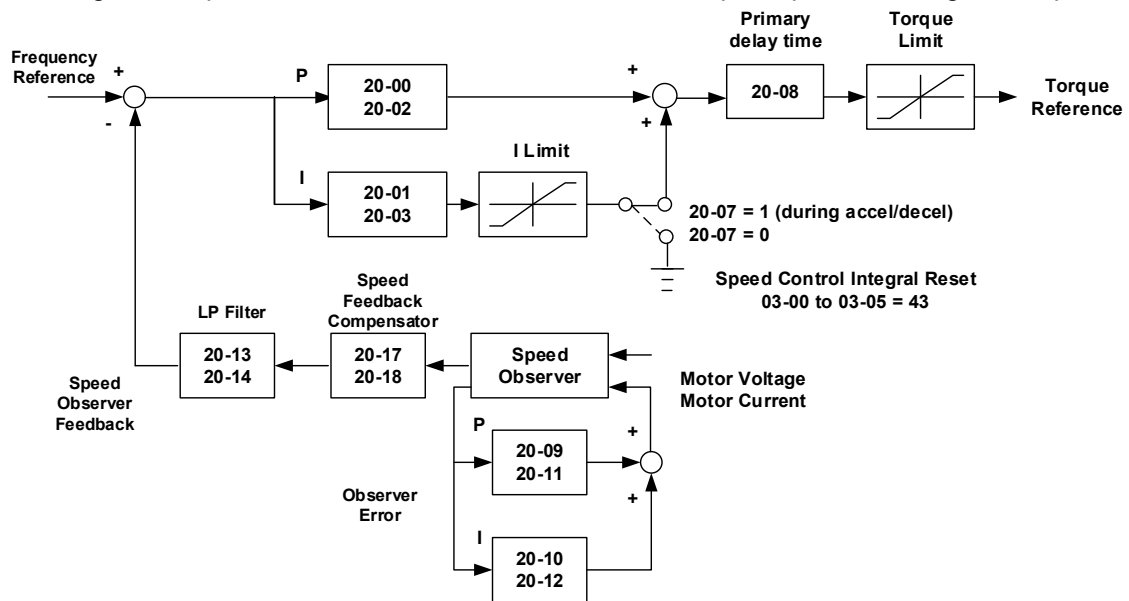 Primary
delay time
Torque
Limit
Frequency
Reference
+
-
P
20-00
20-02
+
+
20-08
Torque
Reference
I
20-01
20-03
I Limit
20-07 = 1 (during accel/decel)
20-07 = 0
Speed Control Integral Reset
03-00 to 03-05 = 43
LP Filter
20-13
20-14
Speed
Feedback
Compensator
20-17
20-18
Speed
Observer
Motor Voltage
Motor Current
Speed
Observer
Feedback
P
20-09
20-11
+
+
Observer
Error
I
20-10
20-12